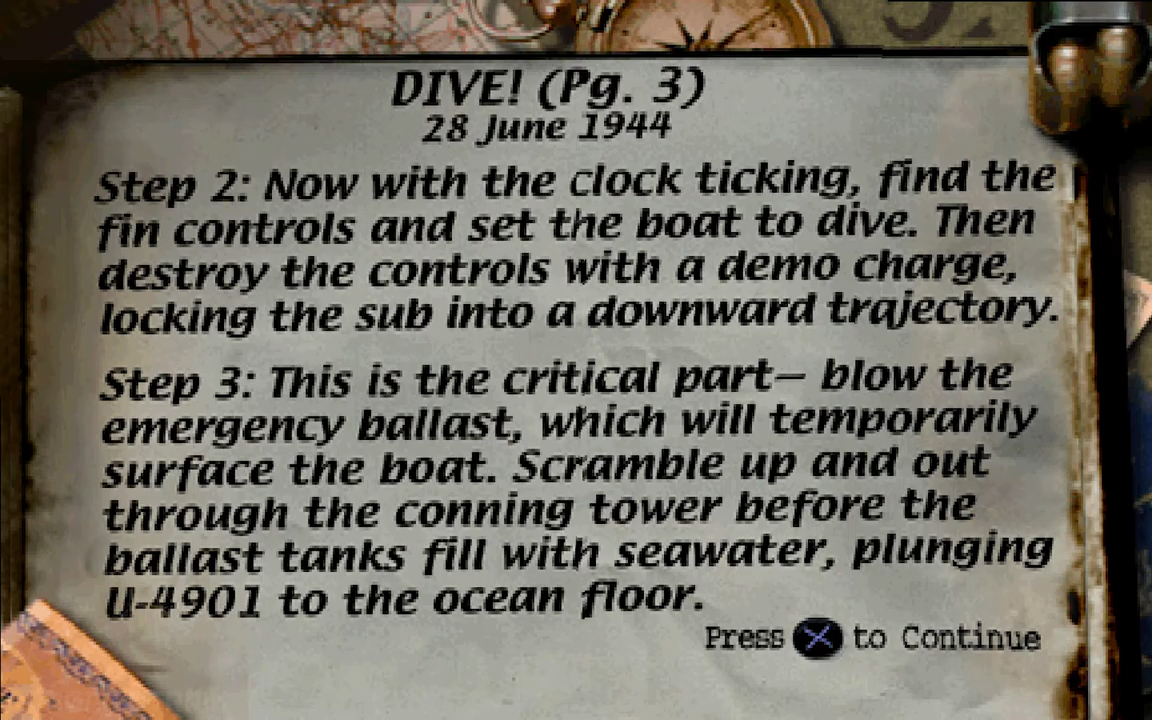 DIVE! (Pg. 3)
28 June 1944
Step 2: Now with the clock ticking, find the
fin controls and set the boat to dive. Then
destroy the controls with a demo charge,
locking the sub into a downward trajectory.
Step 3: This is the critical part— blow the
emergency ballast, which will temporarily
surface the boat. Scramble up and out
through the conning tower before the
ballast tanks fill with seawater, plunging
U-4901 to the ocean floor.
Press X to Continue